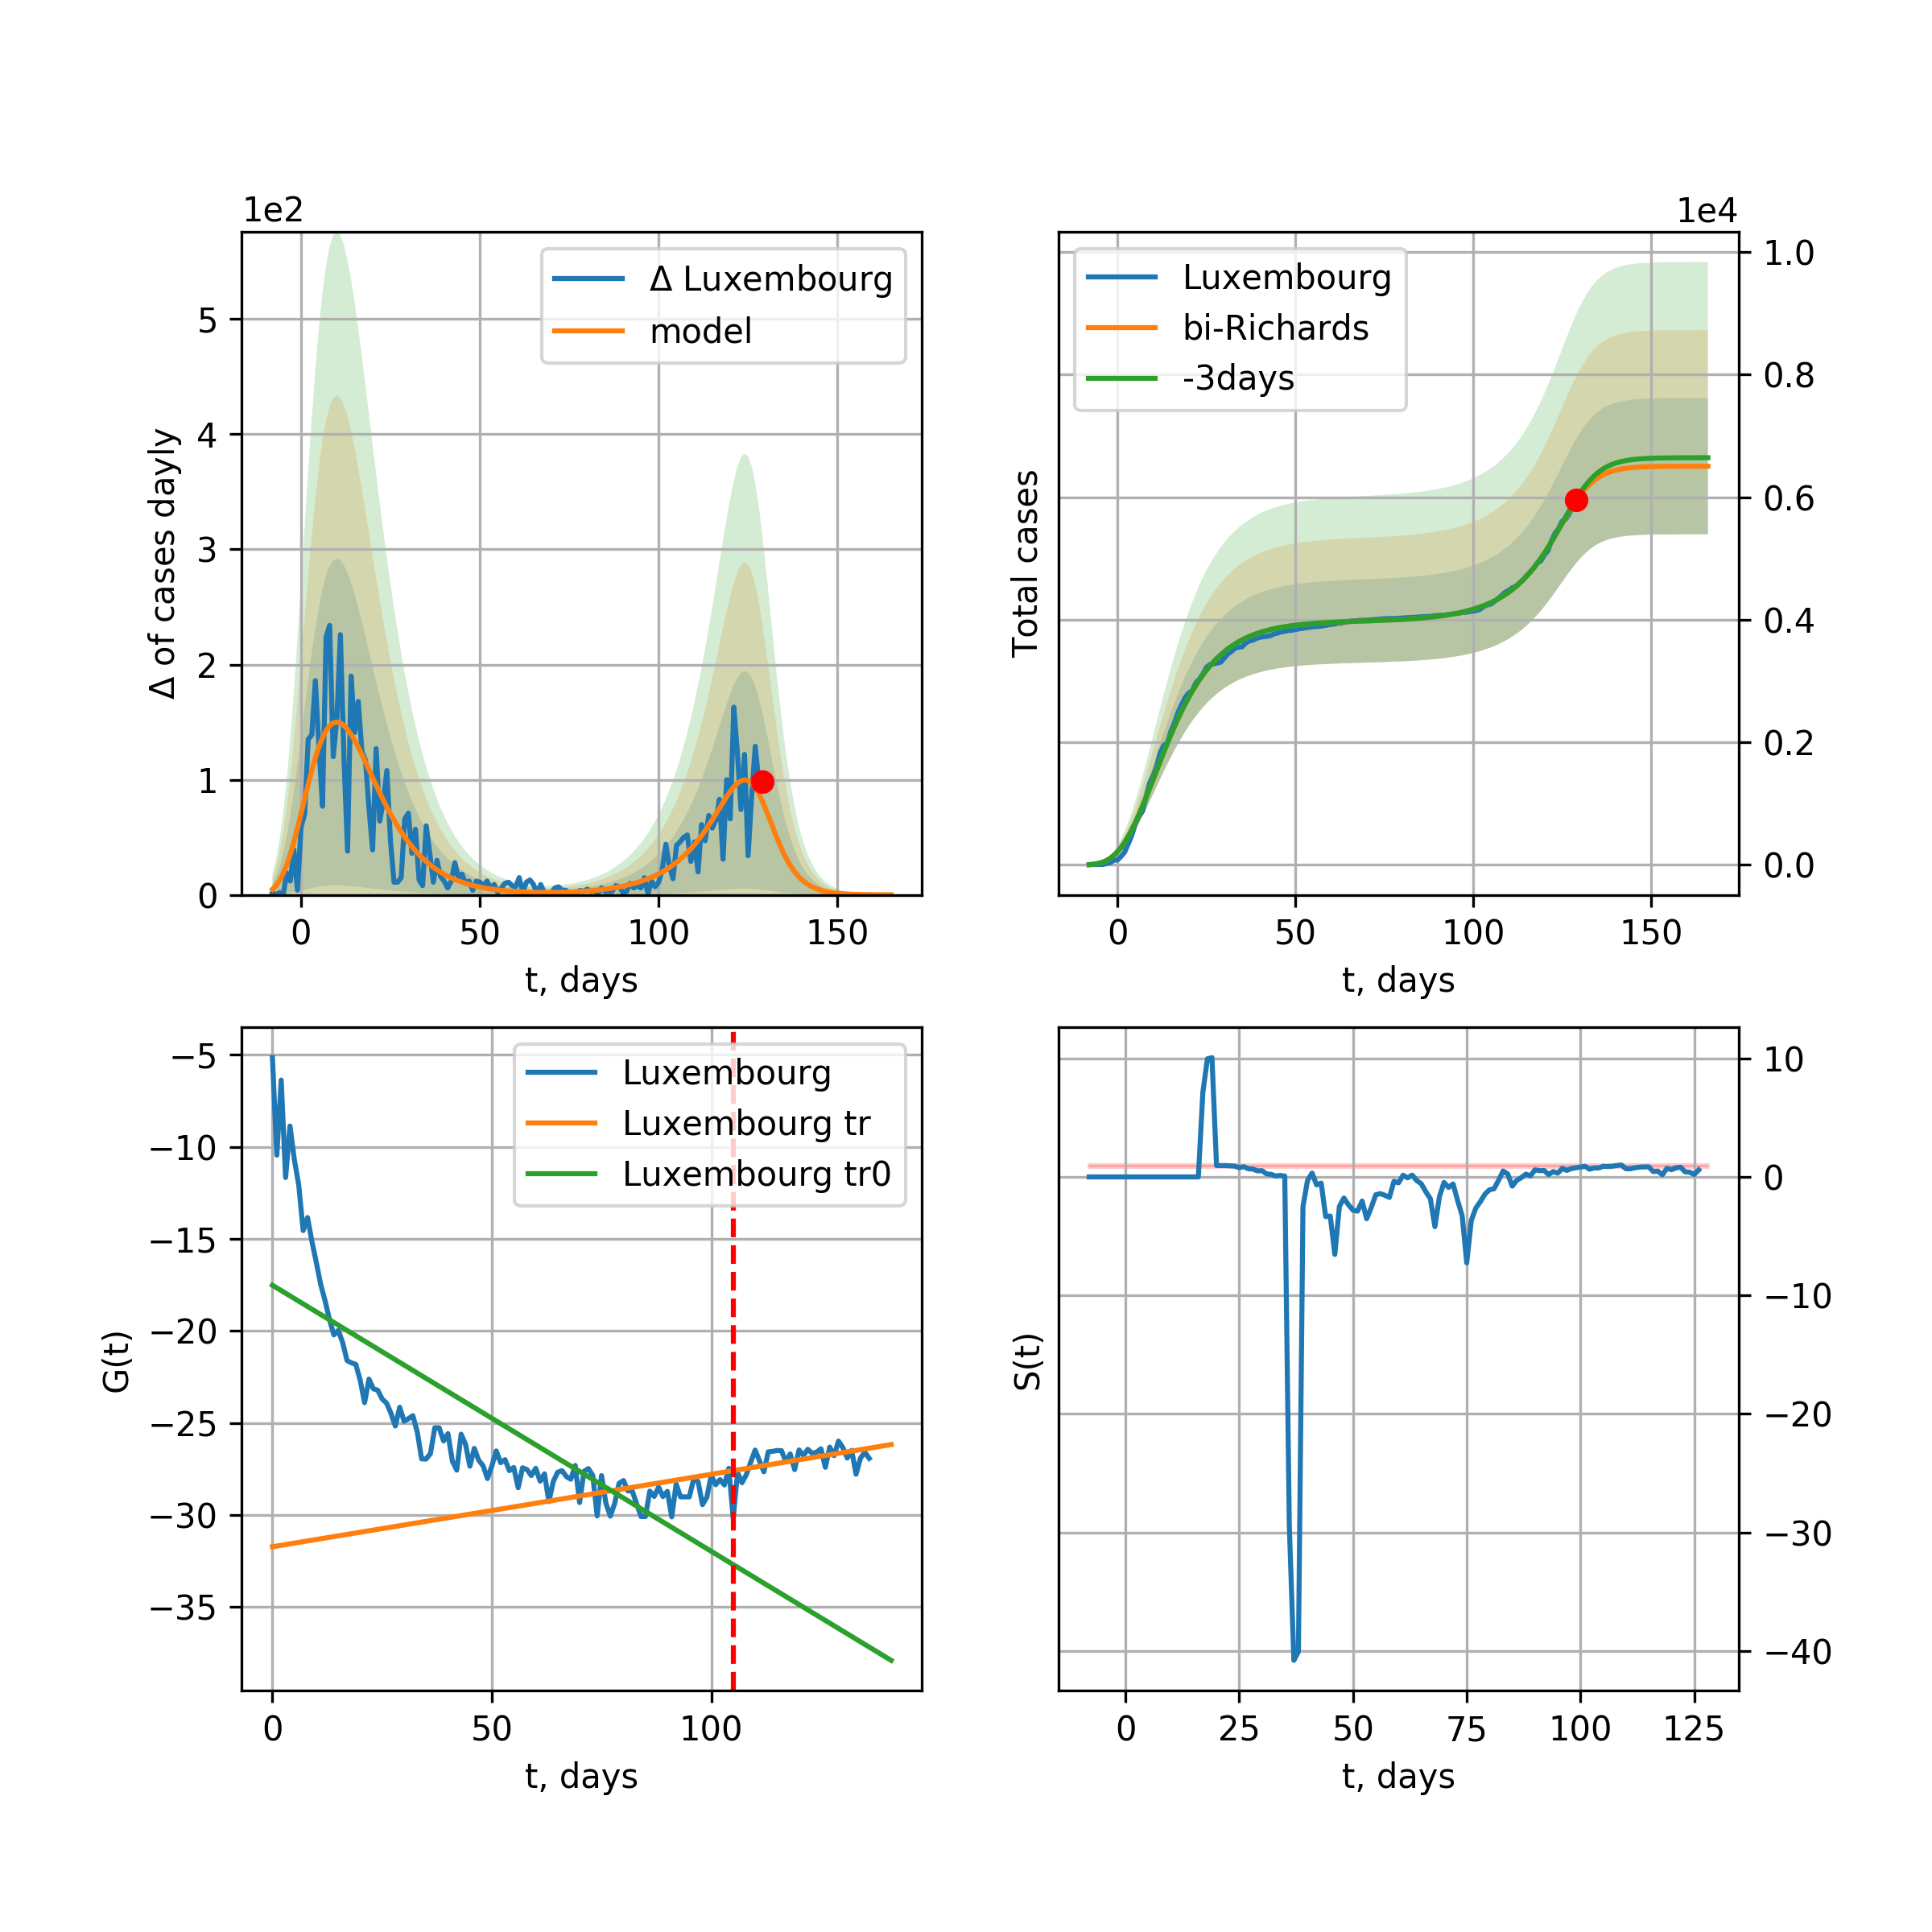 1e2
Δ Luxembourg
model
Δ of cases dayly
5
4
3
2
1
0
0 50 100 150
t, days
1e4
Luxembourg
bi-Richards
-3days
Total cases
1.0
0.8
0.6
0.4
0.2
0.0
0 50 100 150
t, days
Luxembourg
Luxembourg tr
Luxembourg tr0
G(t)
−5
−10
−15
−20
−25
−30
−35
0 50 100
t, days
S(t)
10
0
−10
−20
−30
−40
0 25 50 75 100 125
t, days